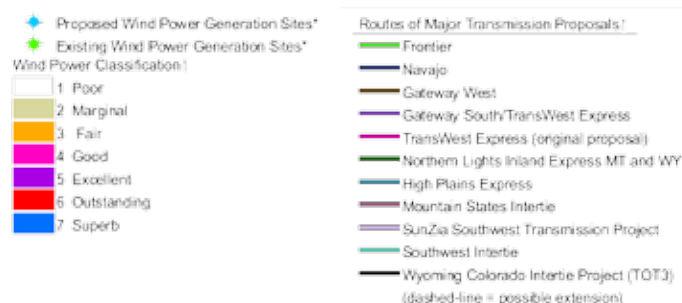 Proposed Wind Power Generation Sites*
Existing Wind Power Generation Sites*
Wind Power Classification†
1 Poor
2 Marginal
3 Fair
4 Good
5 Excellent
6 Outstanding
7 Superb
Routes of Major Transmission Proposals†
Frontier
Navajo
Gateway West
Gateway South/TransWest Express
TransWest Express (original proposal)
Northern Lights Inland Express MT and WY
High Plains Express
Mountain States Intertie
SunZia Southwest Transmission Project
Southwest Intertie
Wyoming Colorado Intertie Project (TOT3)
(dashed-line = possible extension)